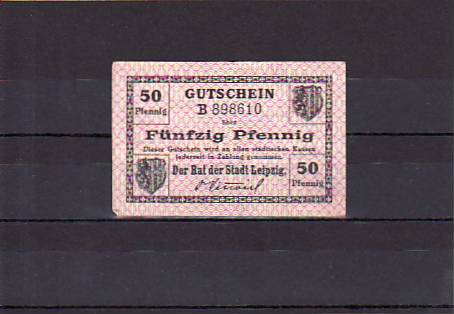 50
Pfennig
GUTSCHEIN
B 898610
über
Fünfzig Pfennig
Dieser Gutschein wird an allen städtischen Kassen
jederzeit in Zahlung genommen.
Der Rat der Stadt Leipzig.
50
Pfennig